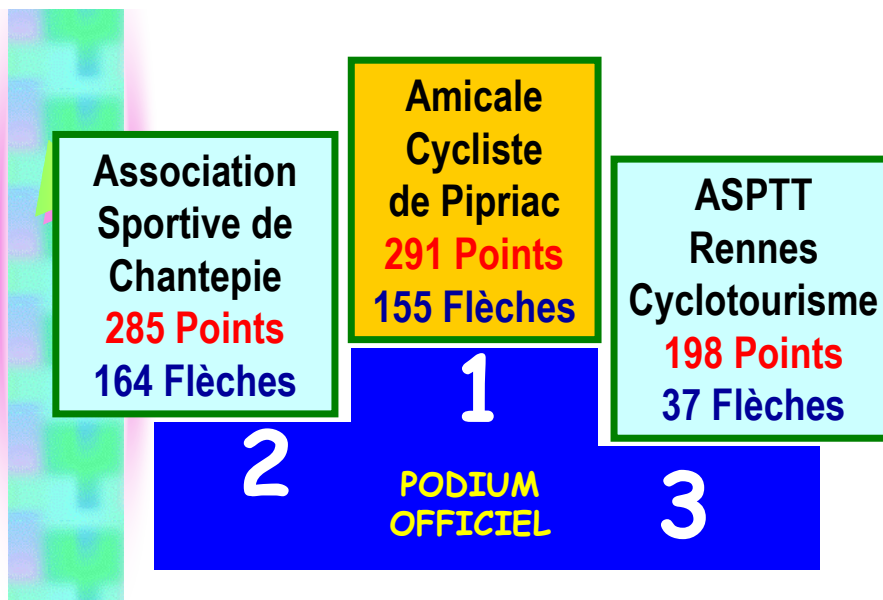 Amicale
Cycliste
de Pipriac
291 Points
155 Flèches
Association
Sportive de
Chantepie
285 Points
164 Flèches
ASPTT
Rennes
Cyclotourisme
198 Points
37 Flèches
1
2
3
PODIUM
OFFICIEL